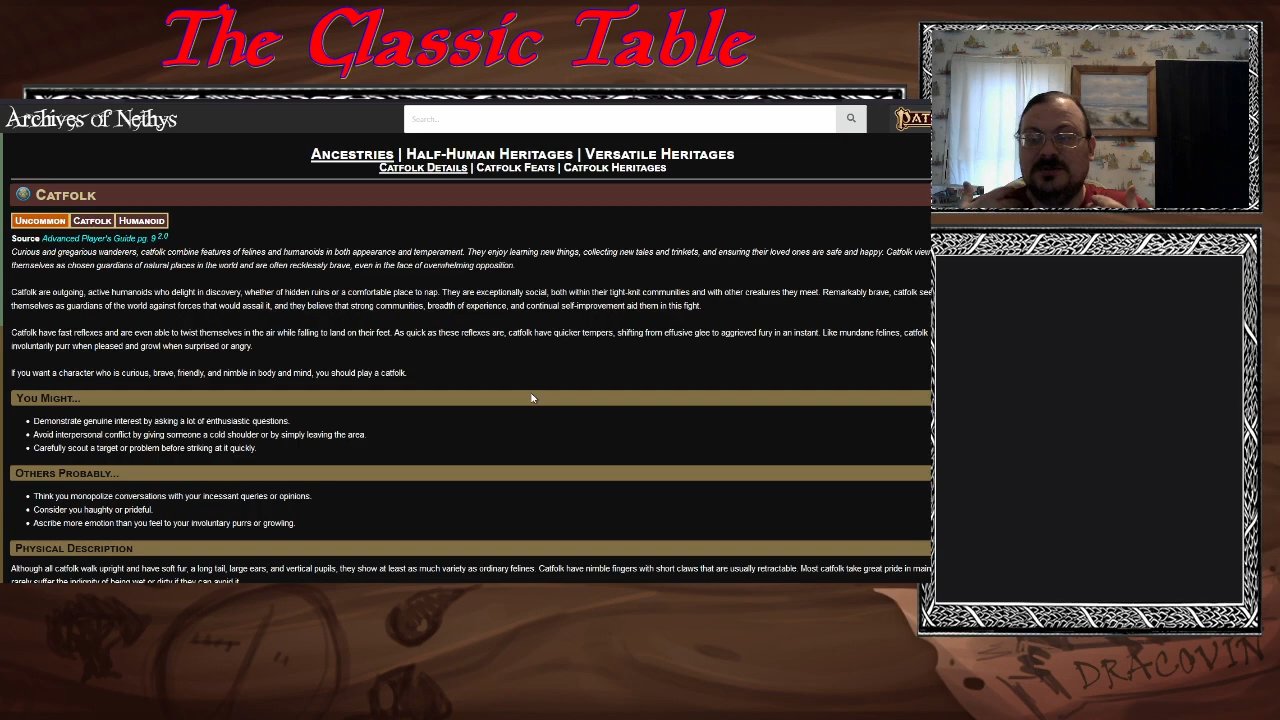 The Classic Table
Archives of Nethys
Search...
PAT
Ancestries | Half-Human Heritages | Versatile Heritages
Catfolk Details | Catfolk Feats | Catfolk Heritages
Catfolk
Uncommon Catfolk Humanoid
Source Advanced Player's Guide pg. 9 2.0
Curious and gregarious wanderers, catfolk combine features of felines and humanoids in both appearance and temperament. They enjoy learning new things, collecting new tales and trinkets, and ensuring their loved ones are safe and happy. Catfolk view
themselves as chosen guardians of natural places in the world and are often recklessly brave, even in the face of overwhelming opposition.
Catfolk are outgoing, active humanoids who delight in discovery, whether of hidden ruins or a comfortable place to nap. They are exceptionally social, both within their tight-knit communities and with other creatures they meet. Remarkably brave, catfolk see
themselves as guardians of the world against forces that would assail it, and they believe that strong communities, breadth of experience, and continual self-improvement aid them in this fight.
Catfolk have fast reflexes and are even able to twist themselves in the air while falling to land on their feet. As quick as these reflexes are, catfolk have quicker tempers, shifting from effusive glee to aggrieved fury in an instant. Like mundane felines, catfolk
involuntarily purr when pleased and growl when surprised or angry.
If you want a character who is curious, brave, friendly, and nimble in body and mind, you should play a catfolk.
You Might...
• Demonstrate genuine interest by asking a lot of enthusiastic questions.
• Avoid interpersonal conflict by giving someone a cold shoulder or by simply leaving the area.
• Carefully scout a target or problem before striking at it quickly.
Others Probably...
• Think you monopolize conversations with your incessant queries or opinions.
• Consider you haughty or prideful.
• Ascribe more emotion than you feel to your involuntary purrs or growling.
Physical Description
Although all catfolk walk upright and have soft fur, a long tail, large ears, and vertical pupils, they show at least as much variety as ordinary felines. Catfolk have nimble fingers with short claws that are usually retractable. Most catfolk take great pride in main
rarely suffer the indignity of being wet or dirty if they can avoid it.
DRACOVIN